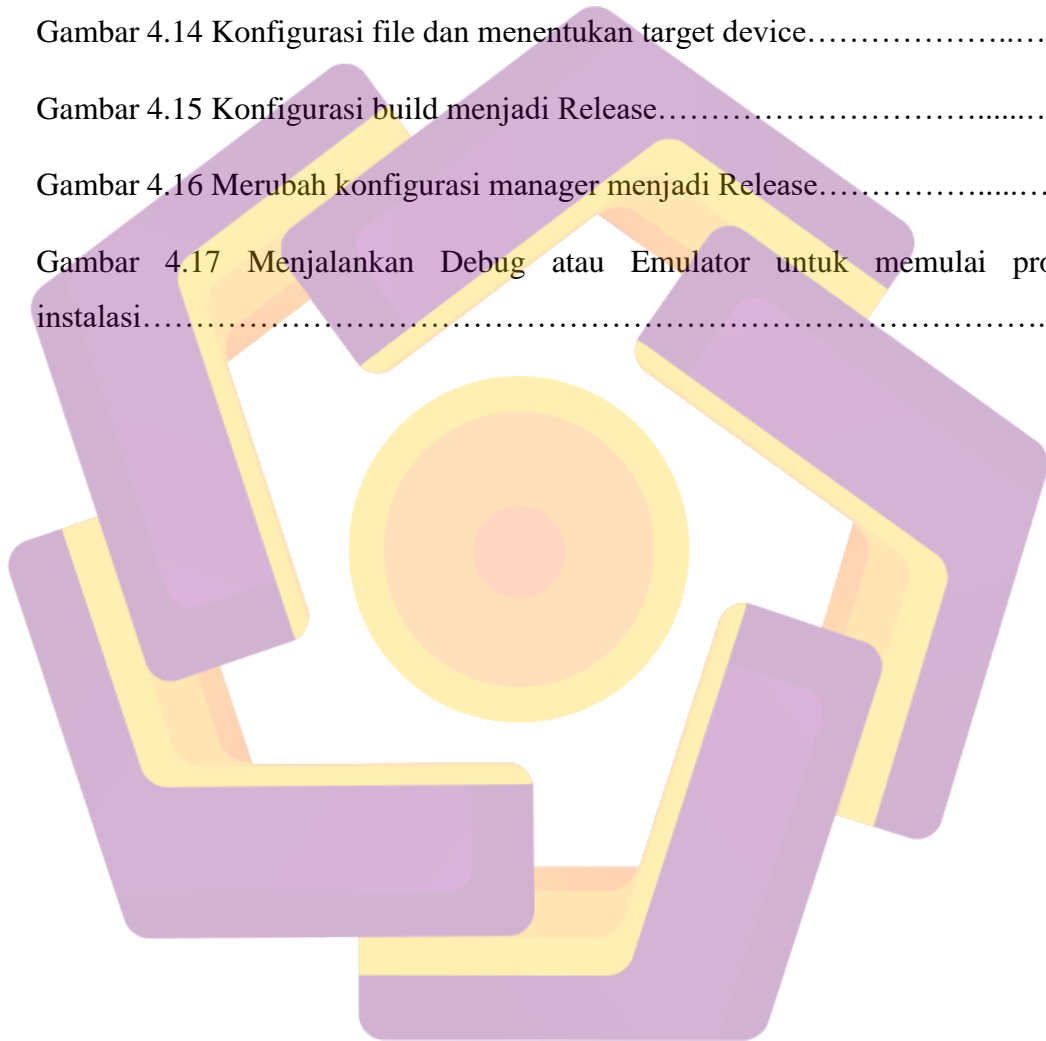 Gambar 4.14 Konfigurasi file dan menentukan target device…………………..….
Gambar 4.15 Konfigurasi build menjadi Release…………………………......….
Gambar 4.16 Merubah konfigurasi manager menjadi Release…………….....….
Gambar 4.17 Menjalankan Debug atau Emulator untuk memulai pro
instalasi……………………………………………………………………………….